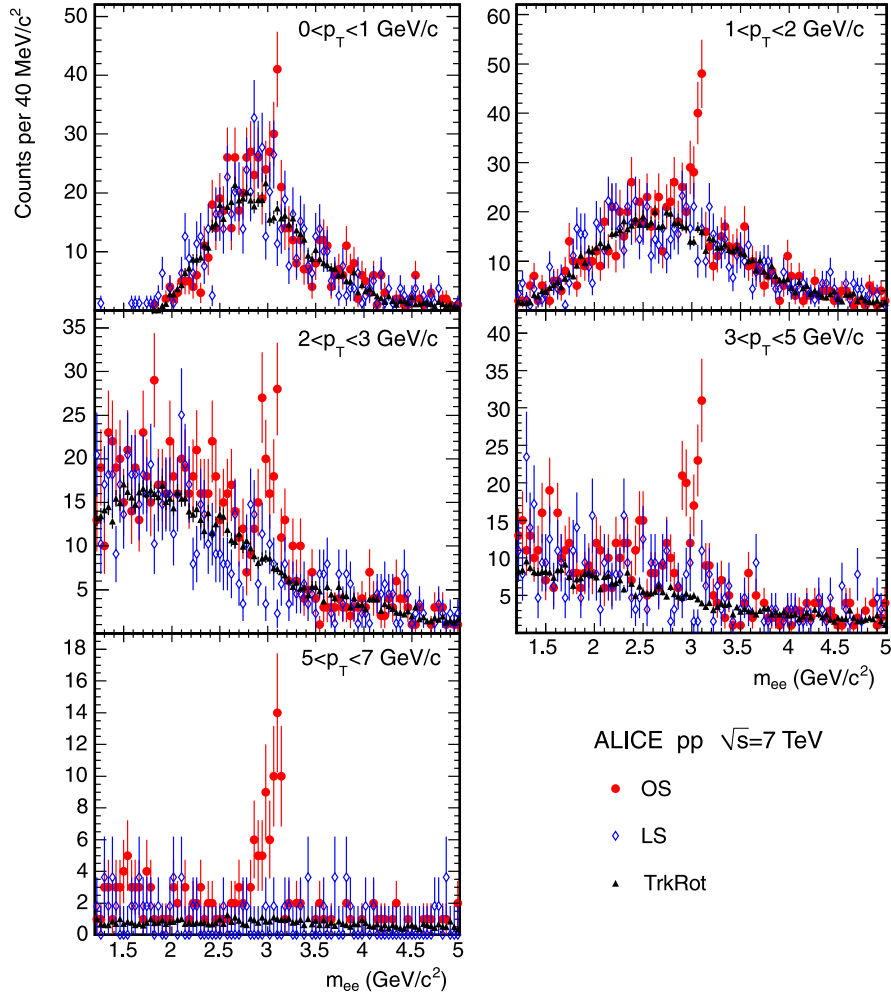 Counts per 40 MeV/c²
0<p_T<1 GeV/c
50
40
30
20
10
1<p_T<2 GeV/c
60
50
40
30
20
10
0
2<p_T<3 GeV/c
35
30
25
20
15
10
5
3<p_T<5 GeV/c
40
35
30
25
20
15
10
5
1.5 2 2.5 3 3.5 4 4.5 5
m_ee (GeV/c²)
5<p_T<7 GeV/c
18
16
14
12
10
8
6
4
2
0
1.5 2 2.5 3 3.5 4 4.5 5
m_ee (GeV/c²)
ALICE pp √s=7 TeV
OS
LS
TrkRot